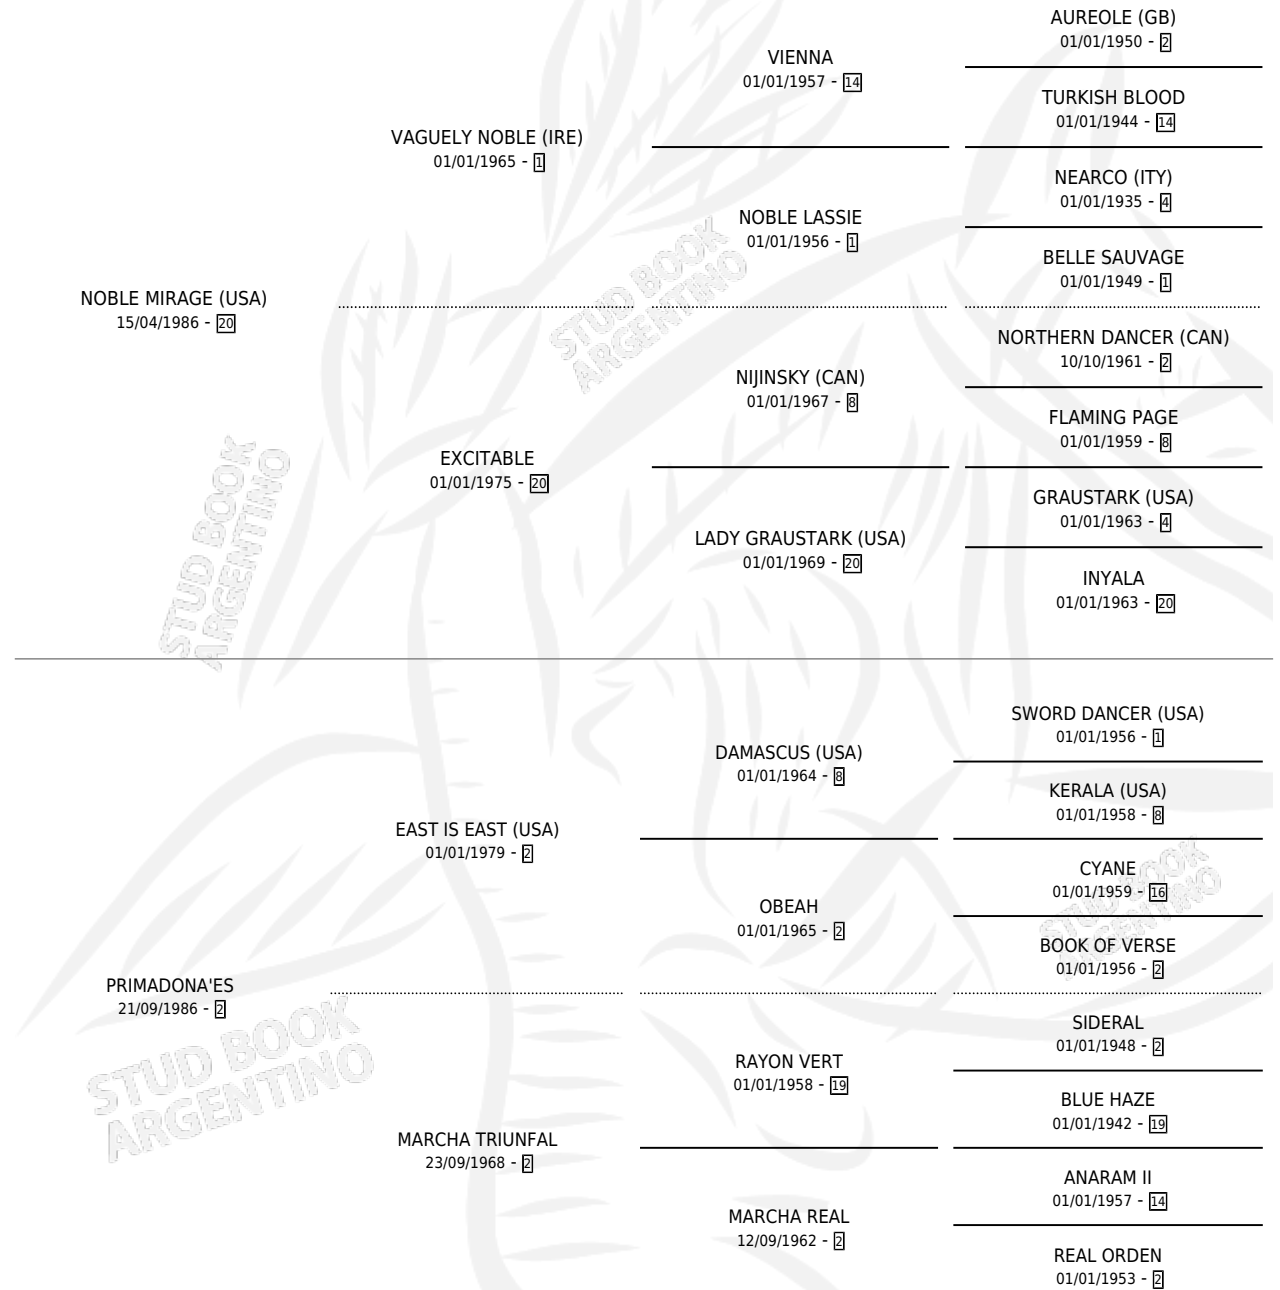 AUREOLE (GB)
01/01/1950 - 2
VIENNA
01/01/1957 - 14
TURKISH BLOOD
01/01/1944 - 14
VAGUELY NOBLE (IRE)
01/01/1965 - 1
NEARCO (ITY)
01/01/1935 - 4
NOBLE LASSIE
01/01/1956 - 1
BELLE SAUVAGE
01/01/1949 - 1
NOBLE MIRAGE (USA)
15/04/1986 - 20
NORTHERN DANCER (CAN)
10/10/1961 - 2
NIJINSKY (CAN)
01/01/1967 - 8
FLAMING PAGE
01/01/1959 - 8
EXCITABLE
01/01/1975 - 20
GRAUSTARK (USA)
01/01/1963 - 4
LADY GRAUSTARK (USA)
01/01/1969 - 20
INYALA
01/01/1963 - 20
SWORD DANCER (USA)
01/01/1956 - 1
DAMASCUS (USA)
01/01/1964 - 8
KERALA (USA)
01/01/1958 - 8
EAST IS EAST (USA)
01/01/1979 - 2
CYANE
01/01/1959 - 16
OBEAH
01/01/1965 - 2
BOOK OF VERSE
01/01/1956 - 2
PRIMADONA'ES
21/09/1986 - 2
SIDERAL
01/01/1948 - 2
RAYON VERT
01/01/1958 - 19
BLUE HAZE
01/01/1942 - 19
MARCHA TRIUNFAL
23/09/1968 - 2
ANARAM II
01/01/1957 - 14
MARCHA REAL
12/09/1962 - 2
REAL ORDEN
01/01/1953 - 2
STUD BOOK
ARGENTINO
STUD BOOK
ARGENTINO
STUD BOOK
ARGENTINO
STUD BOOK
ARGENTINO